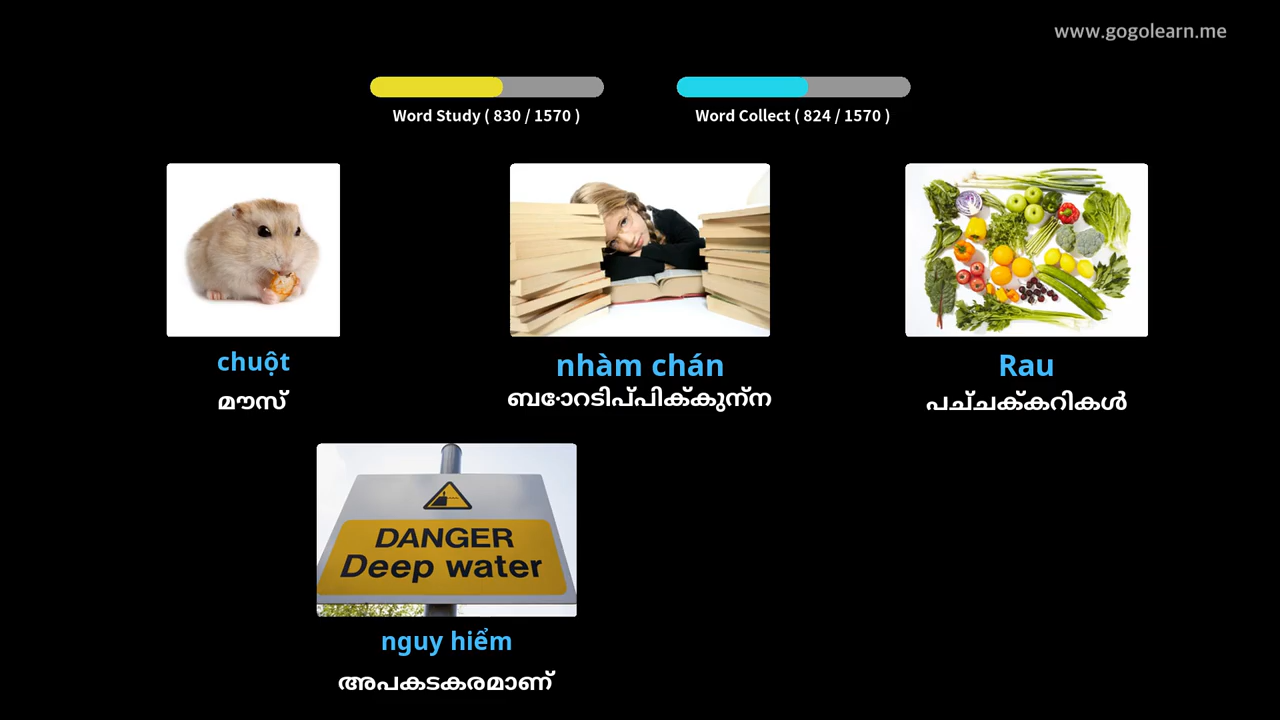 www.gogolearn.me
Word Study ( 830 / 1570 )
Word Collect ( 824 / 1570 )
chuột
nhàm chán
Rau
മൗസ്
ബോറടിപ്പിക്കുന്ന
പച്ചക്കറികൾ
DANGER
Deep water
nguy hiểm
അപകടകരമാണ്